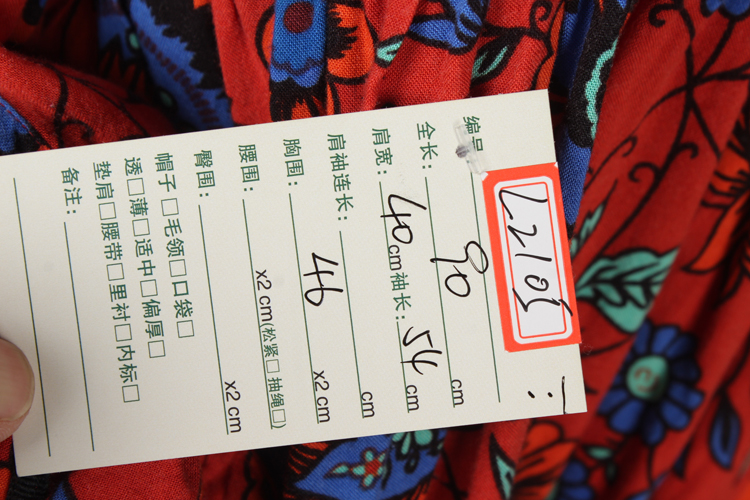 编号 L2105
全长: 90 cm
肩宽: 40 cm 袖长: 54 cm
肩袖连长: cm
胸围: 46 x2 cm
腰围: x2 cm (松紧□ 抽绳□)
臀围: x2 cm
帽子□毛领□口袋□
透□薄□适中□偏厚□
垫肩□腰带□里衬□内标□
备注: